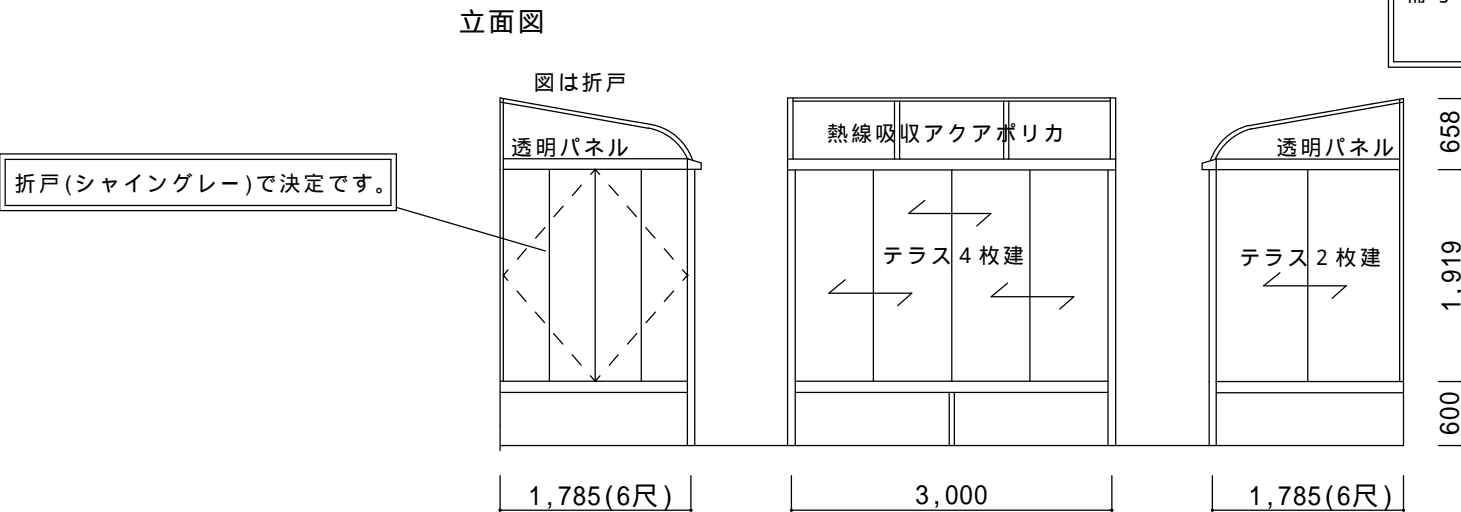 立面図
図は折戸
透明パネル
熱線吸収アクアポリカ
透明パネル
658
折戸(シャイングレー)で決定です。
テラス4枚建
テラス2枚建
1,919
600
1,785(6尺)
3,000
1,785(6尺)